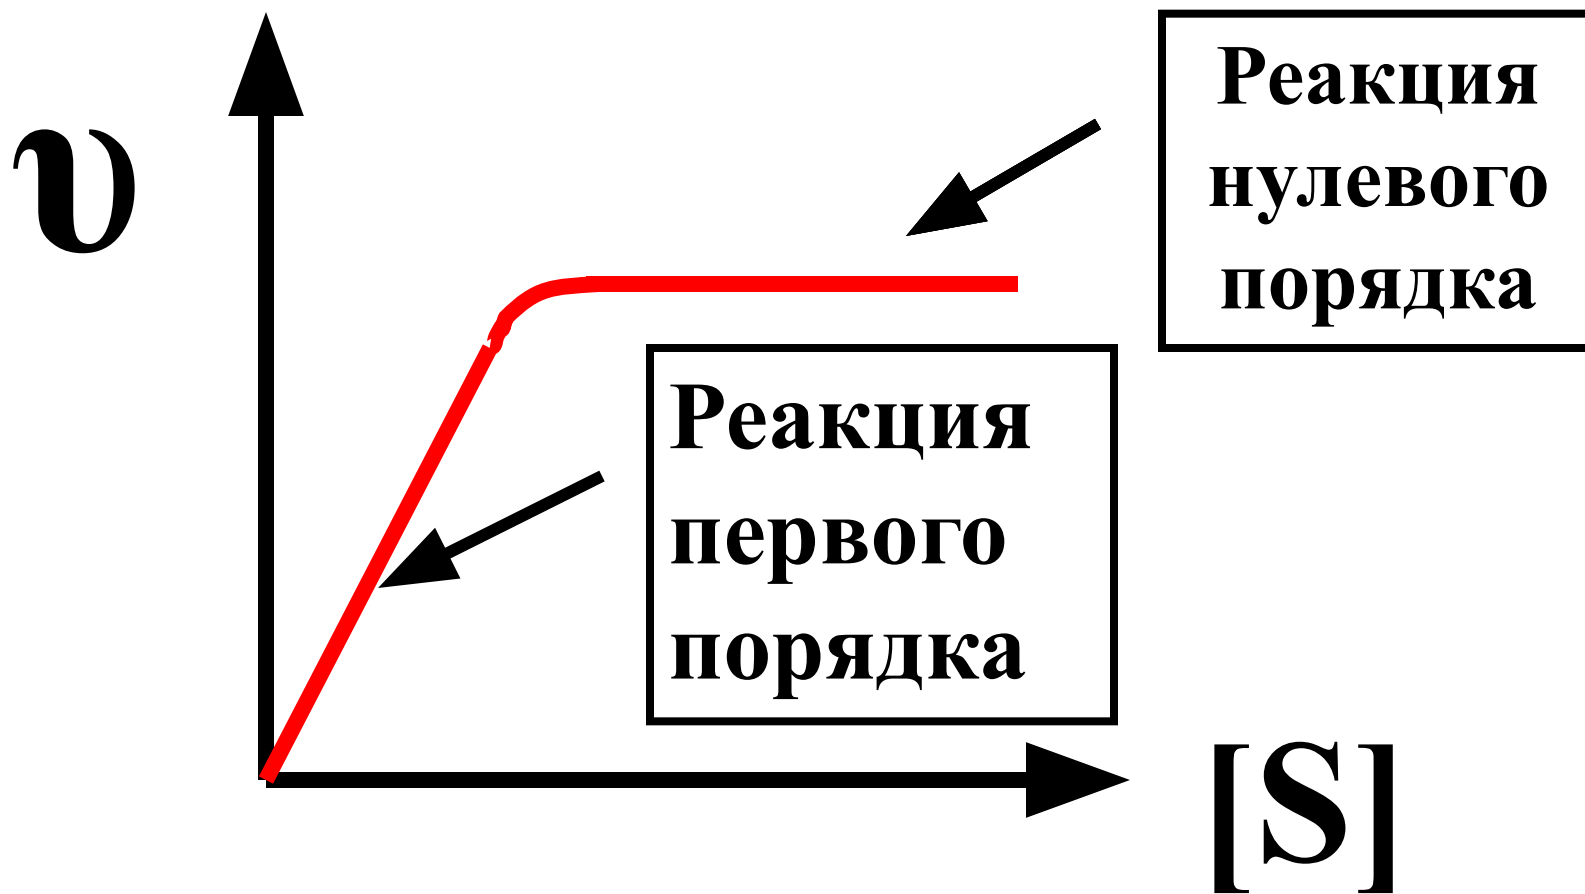 υ
Реакция
нулевого
порядка
Реакция
первого
порядка
[S]